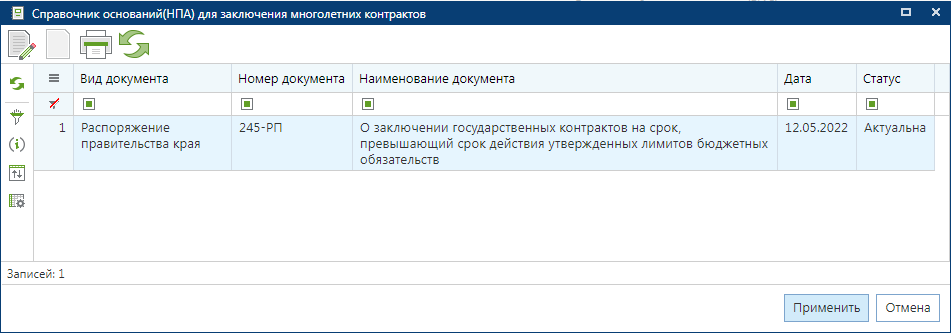 Справочник оснований(НПА) для заключения многолетних контрактов
Вид документа Номер документа Наименование документа Дата Статус
1 Распоряжение правительства края 245-РП О заключении государственных контрактов на срок, превышающий срок действия утвержденных лимитов бюджетных обязательств 12.05.2022 Актуальна
Записей: 1
Применить Отмена